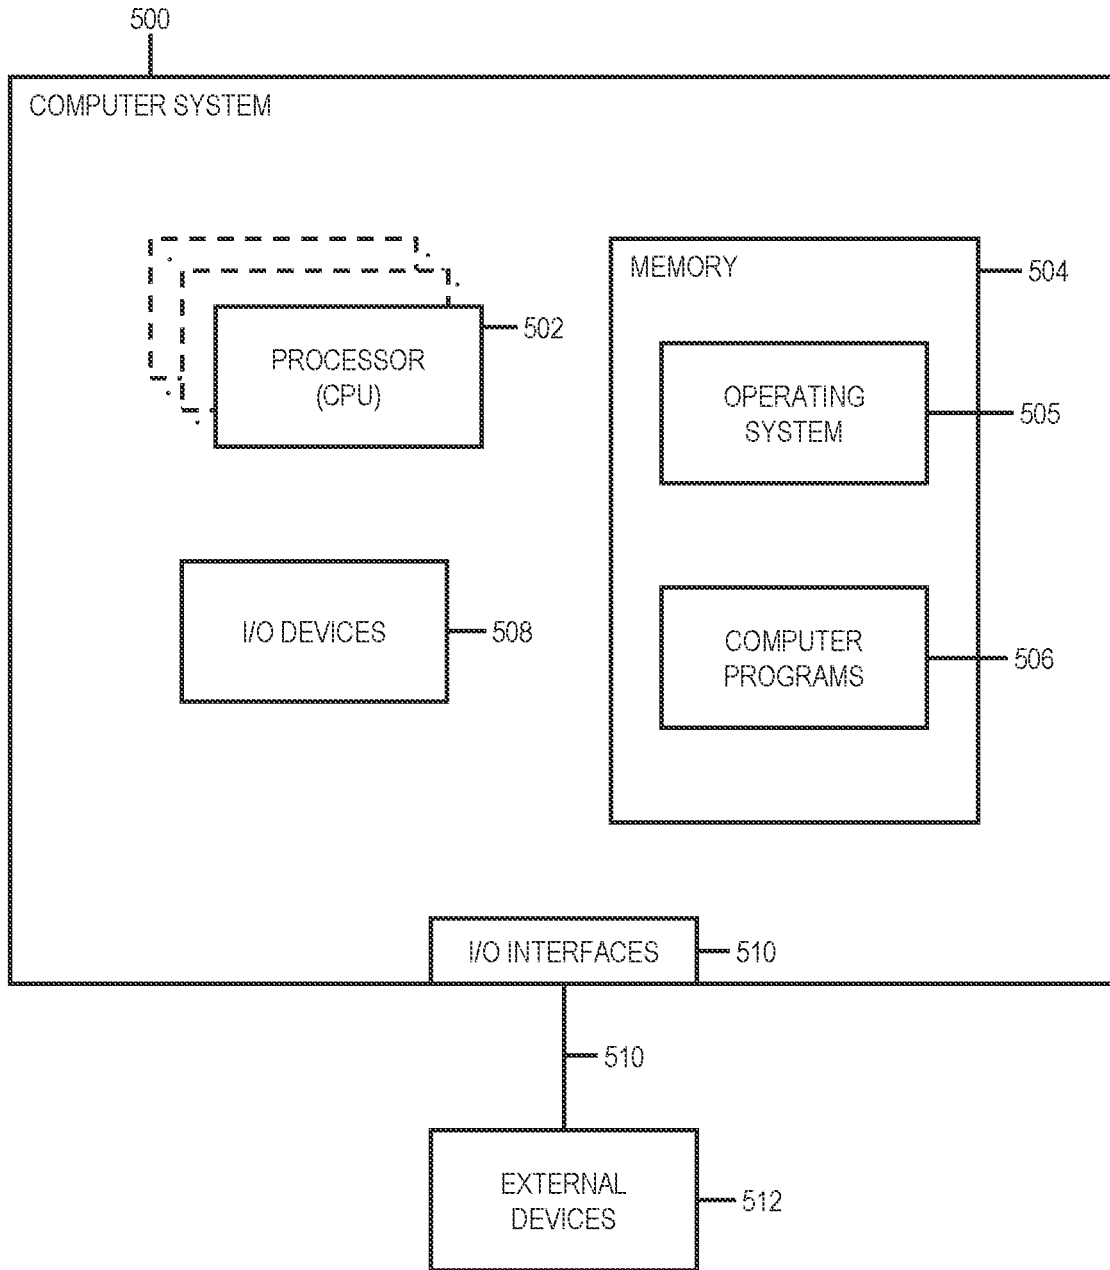 500
COMPUTER SYSTEM
MEMORY
504
502
PROCESSOR
(CPU)
OPERATING
SYSTEM
505
I/O DEVICES
508
COMPUTER
PROGRAMS
506
I/O INTERFACES
510
510
EXTERNAL
DEVICES
512